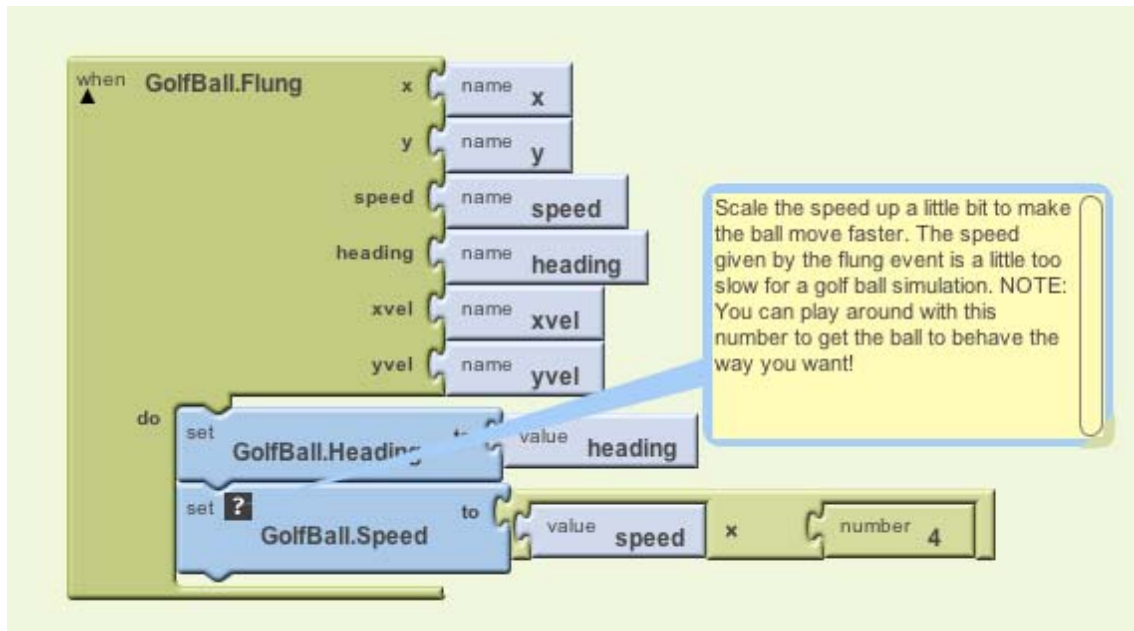 when GolfBall.Flung x name x
y name y
speed name speed
heading name heading
xvel name xvel
yvel name yvel
Scale the speed up a little bit to make
the ball move faster. The speed
given by the flung event is a little too
slow for a golf ball simulation. NOTE:
You can play around with this
number to get the ball to behave the
way you want!
do set GolfBall.Heading to value heading
set ? GolfBall.Speed to value speed × number 4